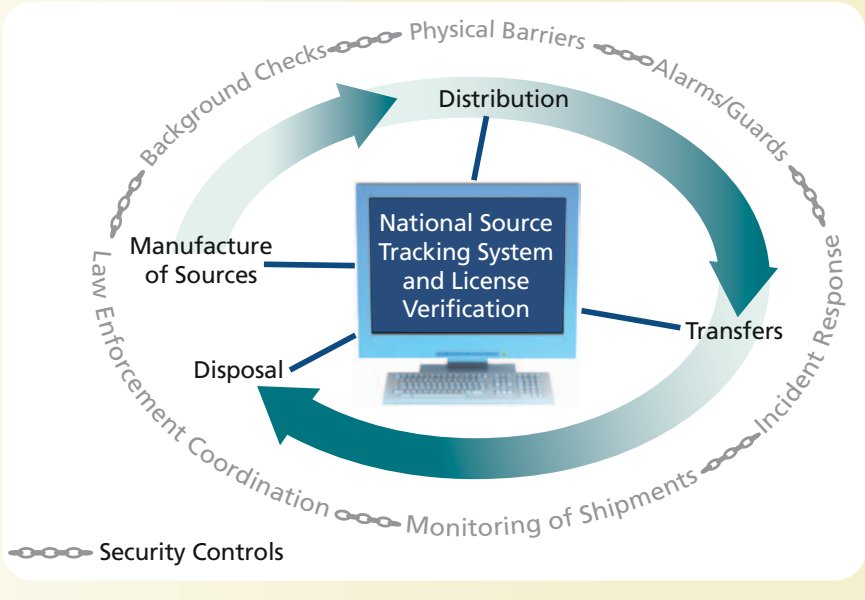 Background Checks
Physical Barriers
Alarms/Guards
Incident Response
Monitoring of Shipments
Law Enforcement Coordination
Distribution
National Source
Tracking System
and License
Verification
Manufacture
of Sources
Transfers
Disposal
Security Controls